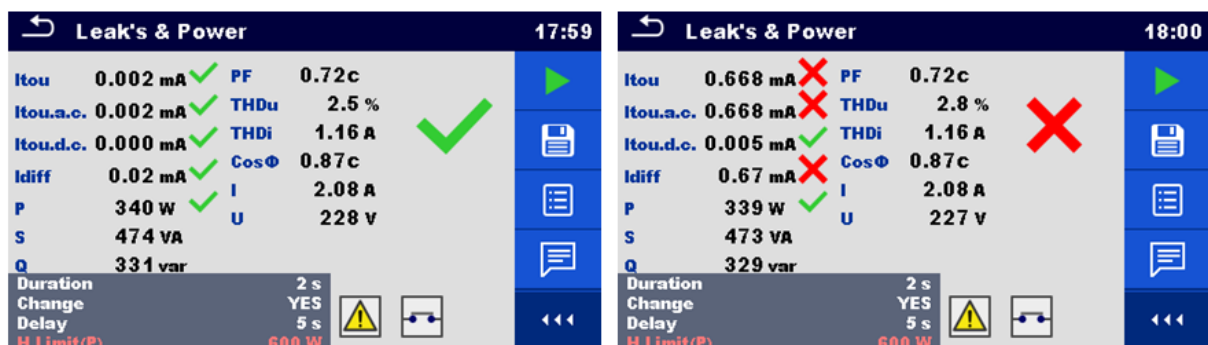 Leak's & Power 17:59
Itou 0.002 mA PF 0.72c
Itou.a.c. 0.002 mA THDu 2.5 %
Itou.d.c. 0.000 mA THDi 1.16 A
Idiff 0.02 mA CosΦ 0.87c
P 340 W I 2.08 A
S 474 VA U 228 V
Q 331 var
Duration 2 s
Change YES
Delay 5 s
H Limit(P) 600 W
Leak's & Power 18:00
Itou 0.668 mA PF 0.72c
Itou.a.c. 0.668 mA THDu 2.8 %
Itou.d.c. 0.005 mA THDi 1.16 A
Idiff 0.67 mA CosΦ 0.87c
P 339 W I 2.08 A
S 473 VA U 227 V
Q 329 var
Duration 2 s
Change YES
Delay 5 s
H Limit(P) 600 W